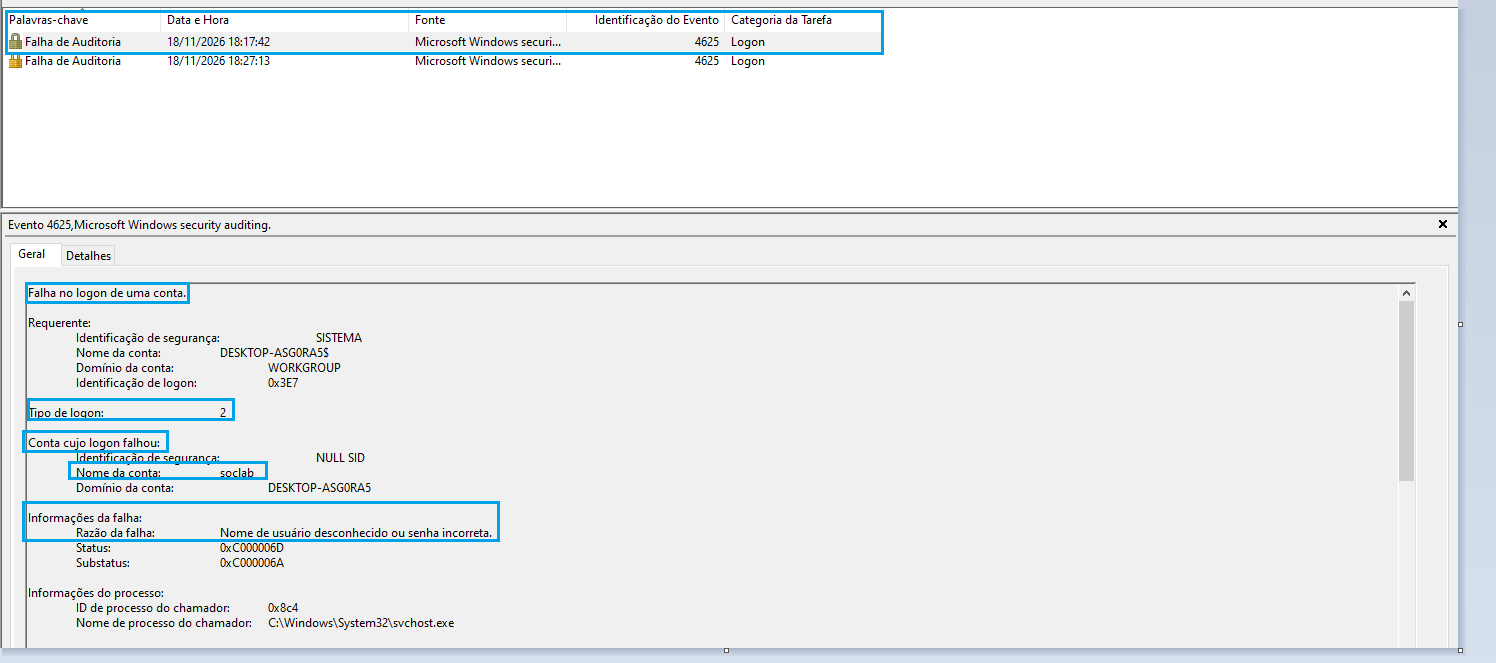 Palavras-chave Data e Hora Fonte Identificação do Evento Categoria da Tarefa
Falha de Auditoria 18/11/2026 18:17:42 Microsoft Windows securi... 4625 Logon
Falha de Auditoria 18/11/2026 18:27:13 Microsoft Windows securi... 4625 Logon
Evento 4625,Microsoft Windows security auditing.
Geral Detalhes
Falha no logon de uma conta.
Requerente:
Identificação de segurança: SISTEMA
Nome da conta: DESKTOP-ASG0RA5$
Domínio da conta: WORKGROUP
Identificação de logon: 0x3E7
Tipo de logon: 2
Conta cujo logon falhou:
Identificação de segurança: NULL SID
Nome da conta: soclab
Domínio da conta: DESKTOP-ASG0RA5
Informações da falha:
Razão da falha: Nome de usuário desconhecido ou senha incorreta.
Status: 0xC000006D
Substatus: 0xC000006A
Informações do processo:
ID de processo do chamador: 0x8c4
Nome de processo do chamador: C:\Windows\System32\svchost.exe